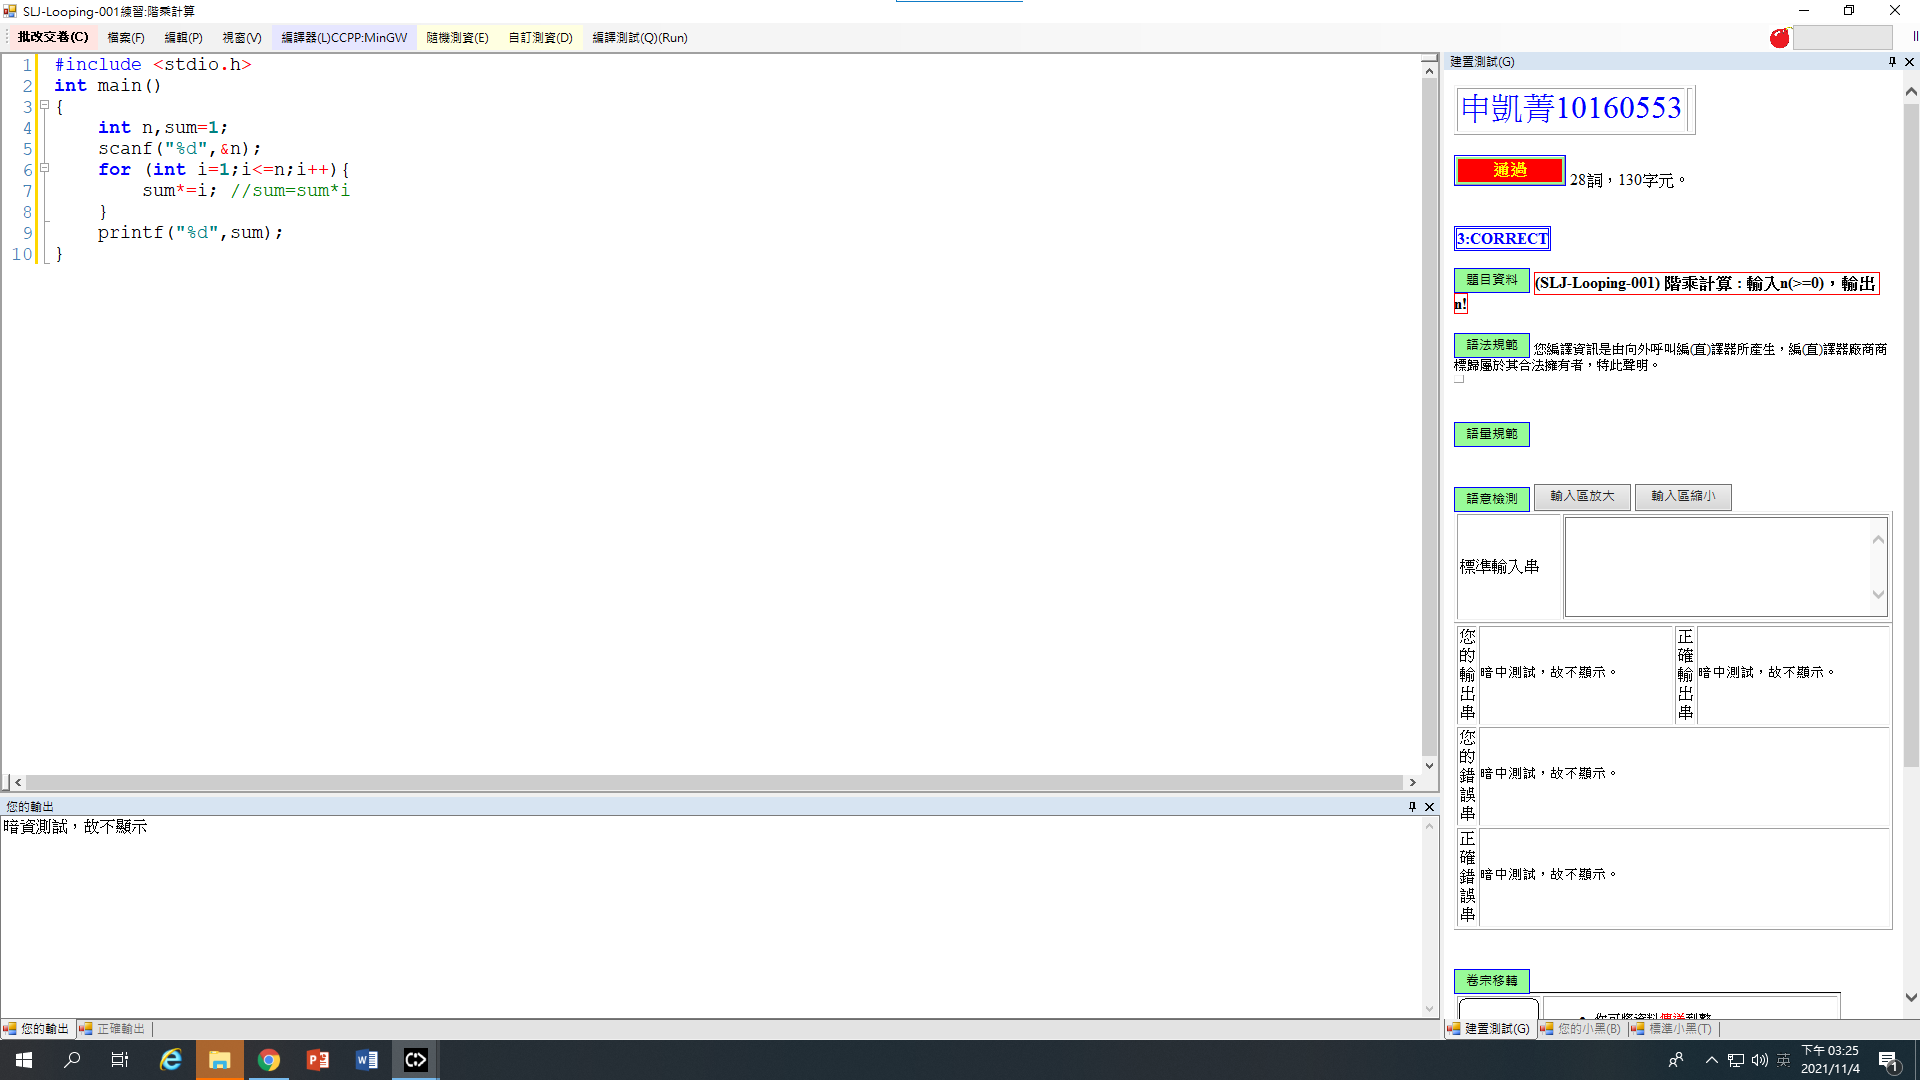 SLJ-Looping-001練習:階乘計算
批改交卷(C) 檔案(F) 編輯(P) 視窗(V) 編譯器(L)CCPP:MinGW 隨機測資(E) 自訂測資(D) 編譯測試(Q)(Run)
1 #include <stdio.h>
2 int main()
3 {
4 int n,sum=1;
5 scanf("%d",&n);
6 for (int i=1;i<=n;i++){
7 sum*=i; //sum=sum*i
8 }
9 printf("%d",sum);
10 }
您的輸出
暗資測試，故不顯示
您的輸出 正確輸出
建置測試(G)
申凱菁10160553
通過 28詞，130字元。
3:CORRECT
題目資料 (SLJ-Looping-001) 階乘計算 : 輸入n(>=0)，輸出
n!
語法規範 您編譯資訊是由向外呼叫編(直)譯器所產生，編(直)譯器廠商商
標歸屬於其合法擁有者，特此聲明。
語量規範
語意檢測 輸入區放大 輸入區縮小
標準輸入串
您的輸出串 暗中測試，故不顯示。 正確輸出串 暗中測試，故不顯示。
您的錯誤串 暗中測試，故不顯示。
正確錯誤串 暗中測試，故不顯示。
卷宗移轉
建置測試(G) 您的小黑(B) 標準小黑(T)
英
下午 03:25
2021/11/4
1